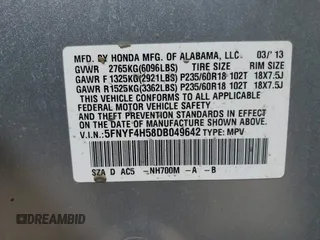 MFD. BY HONDA MFG. OF ALABAMA, LLC. 03/'13
GVWR 2765KG(6096LBS) TIRE SIZE RIM SIZE
GAWR F 1325KG(2921LBS) P235/60R18 102T 18X7.5J
GAWR R1525KG(3362LBS) P235/60R18 102T 18X7.5J
THIS VEHICLE CONFORMS TO ALL APPLICABLE
FEDERAL MOTOR VEHICLE SAFETY AND
THEFT PREVENTION STANDARDS IN EFFECT ON
THE DATE OF MANUFACTURE SHOWN ABOVE.
V.I.N.: 5FNYF4H58DB049642 TYPE: MPV
SZA D AC5 -NH700M -A -B
DREAMBID